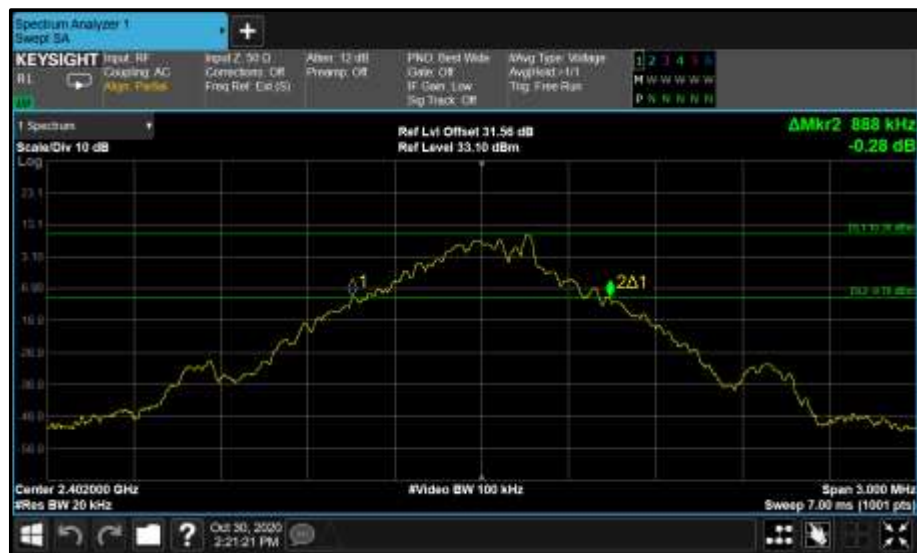 Spectrum Analyzer 1
Swept SA
+
KEYSIGHT
R L
Input: RF
Coupling: AC
Align: Partial
Input Z: 50 Ω
Corrections: Off
Freq Ref: Ext (S)
Atten: 12 dB
Preamp: Off
PNO: Best Wide
Gate: Off
IF Gain: Low
Sig Track: Off
#Avg Type: Voltage
Avg|Hold:>1/1
Trig: Free Run
1 2 3 4 5 6
M W W W W W
P N N N N N
1 Spectrum
Scale/Div 10 dB
Ref Lvl Offset 31.56 dB
Ref Level 33.10 dBm
ΔMkr2 888 kHz
-0.28 dB
Log
23.1
13.1
3.10
-6.90
-16.9
-26.9
-36.9
-46.9
-56.9
1
2Δ1
Center 2.402000 GHz
#Res BW 20 kHz
#Video BW 100 kHz
Span 3.000 MHz
Sweep 7.00 ms (1001 pts)
?
Oct 30, 2020
2:21:21 PM